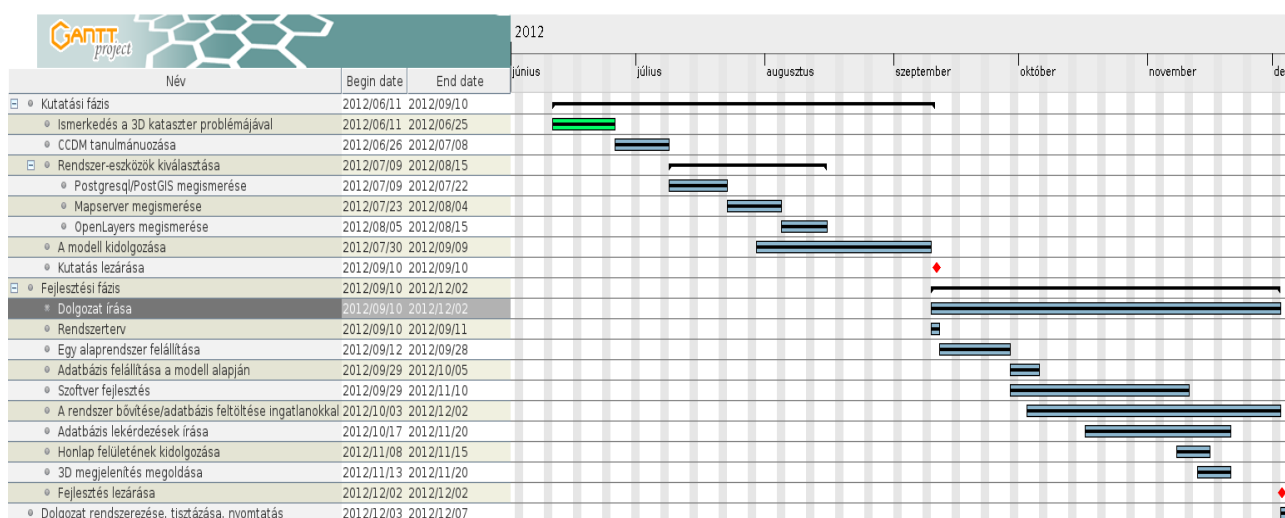 GANTT
project
2012
Név Begin date End date
június július augusztus szeptember október november de
Kutatási fázis 2012/06/11 2012/09/10
Ismerkedés a 3D kataszter problémájával 2012/06/11 2012/06/25
CCDM tanulmánuozása 2012/06/26 2012/07/08
Rendszer-eszközök kiválasztása 2012/07/09 2012/08/15
Postgresql/PostGIS megismerése 2012/07/09 2012/07/22
Mapserver megismerése 2012/07/23 2012/08/04
OpenLayers megismerése 2012/08/05 2012/08/15
A modell kidolgozása 2012/07/30 2012/09/09
Kutatás lezárása 2012/09/10 2012/09/10
Fejlesztési fázis 2012/09/10 2012/12/02
Dolgozat írása 2012/09/10 2012/12/02
Rendszerterv 2012/09/10 2012/09/11
Egy alaprendszer felállítása 2012/09/12 2012/09/28
Adatbázis felállítása a modell alapján 2012/09/29 2012/10/05
Szoftver fejlesztés 2012/09/29 2012/11/10
A rendszer bővítése/adatbázis feltöltése ingatlanokkal 2012/10/03 2012/12/02
Adatbázis lekérdezések írása 2012/10/17 2012/11/20
Honlap felületének kidolgozása 2012/11/08 2012/11/15
3D megjelenítés megoldása 2012/11/13 2012/11/20
Fejlesztés lezárása 2012/12/02 2012/12/02
Dolgozat rendszerezése, tisztázása, nyomtatás 2012/12/03 2012/12/07